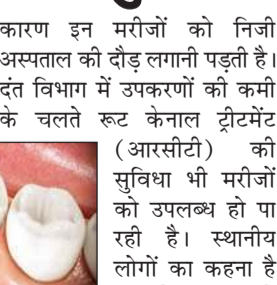 कारण इन मरीजों को निजी
अस्पताल की दौड़ लगानी पड़ती है।
दंत विभाग में उपकरणों की कमी
के चलते रूट केनाल ट्रीटमेंट
(आरसीटी) की
सुविधा भी मरीजों
को उपलब्ध हो पा
रही है। स्थानीय
लोगों का कहना है